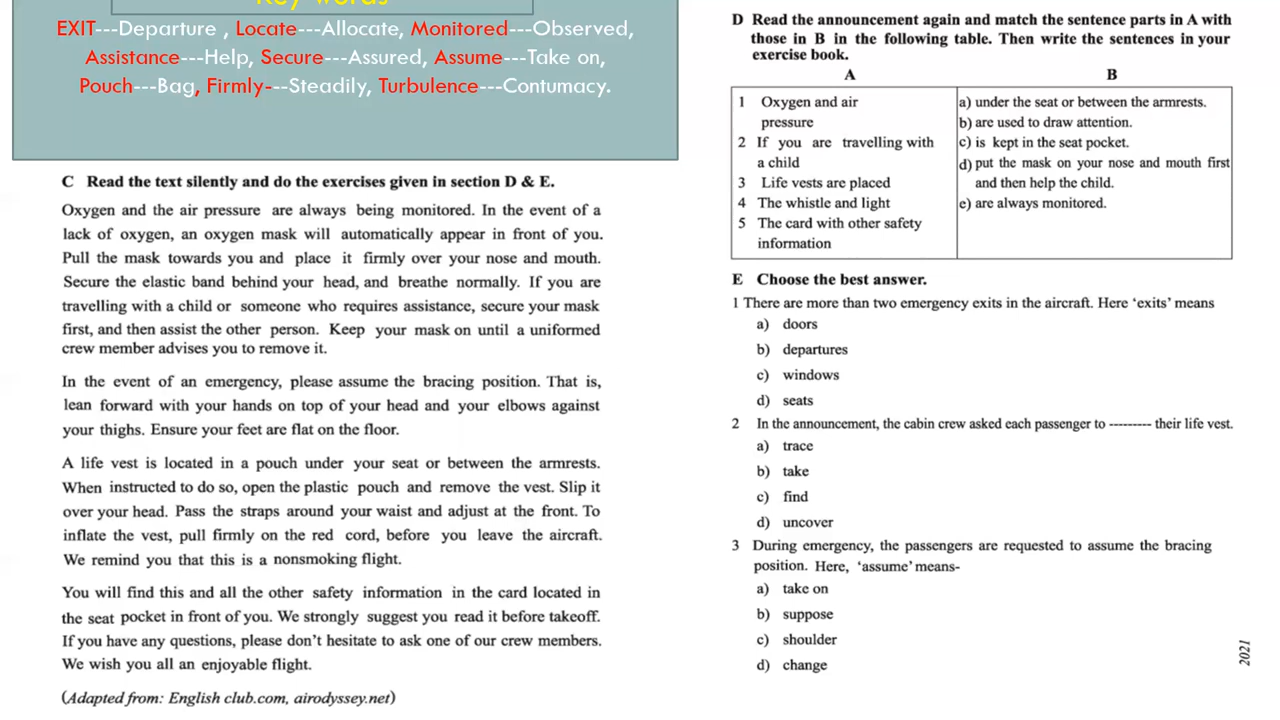 Key words
EXIT---Departure , Locate---Allocate, Monitored---Observed,
Assistance---Help, Secure---Assured, Assume---Take on,
Pouch---Bag, Firmly---Steadily, Turbulence---Contumacy.
C Read the text silently and do the exercises given in section D & E.
Oxygen and the air pressure are always being monitored. In the event of a
lack of oxygen, an oxygen mask will automatically appear in front of you.
Pull the mask towards you and place it firmly over your nose and mouth.
Secure the elastic band behind your head, and breathe normally. If you are
travelling with a child or someone who requires assistance, secure your mask
first, and then assist the other person. Keep your mask on until a uniformed
crew member advises you to remove it.
In the event of an emergency, please assume the bracing position. That is,
lean forward with your hands on top of your head and your elbows against
your thighs. Ensure your feet are flat on the floor.
A life vest is located in a pouch under your seat or between the armrests.
When instructed to do so, open the plastic pouch and remove the vest. Slip it
over your head. Pass the straps around your waist and adjust at the front. To
inflate the vest, pull firmly on the red cord, before you leave the aircraft.
We remind you that this is a nonsmoking flight.
You will find this and all the other safety information in the card located in
the seat pocket in front of you. We strongly suggest you read it before takeoff.
If you have any questions, please don't hesitate to ask one of our crew members.
We wish you all an enjoyable flight.
(Adapted from: English club.com, airodyssey.net)
D Read the announcement again and match the sentence parts in A with
those in B in the following table. Then write the sentences in your
exercise book.
A B
1 Oxygen and air
pressure
2 If you are travelling with
a child
3 Life vests are placed
4 The whistle and light
5 The card with other safety
information
a) under the seat or between the armrests.
b) are used to draw attention.
c) is kept in the seat pocket.
d) put the mask on your nose and mouth first
and then help the child.
e) are always monitored.
E Choose the best answer.
1 There are more than two emergency exits in the aircraft. Here ‘exits’ means
a) doors
b) departures
c) windows
d) seats
2 In the announcement, the cabin crew asked each passenger to --------- their life vest.
a) trace
b) take
c) find
d) uncover
3 During emergency, the passengers are requested to assume the bracing
position. Here, ‘assume’ means-
a) take on
b) suppose
c) shoulder
d) change
2021